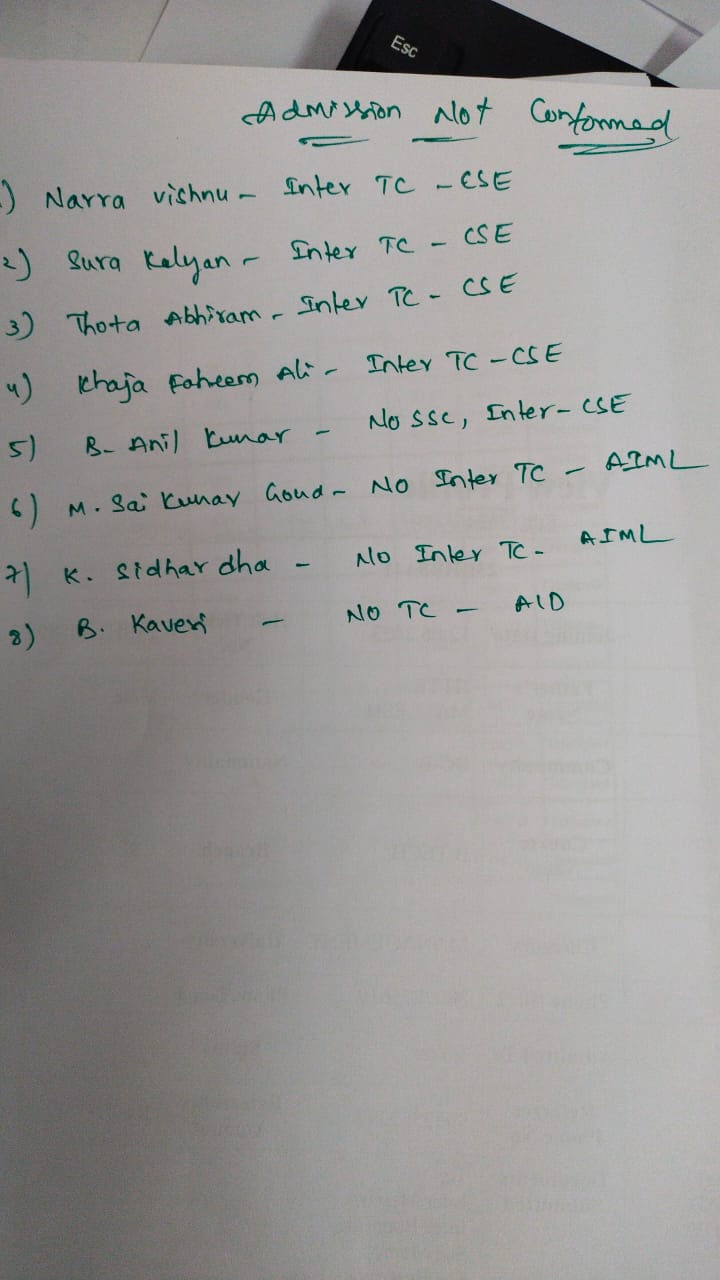 Esc
Admission Not Conformed
1) Narra vishnu - Inter TC - CSE
2) Sura Kalyan - Inter TC - CSE
3) Thota Abhiram - Inter TC - CSE
4) Khaja Faheem Ali - Inter TC - CSE
5) B- Anil Kumar - No SSC, Inter - CSE
6) M. Sai Kumar Goud - NO Inter TC - AIML
7) K. Sidhardha - No Inter TC - AIML
8) B. Kaveri - NO TC - AID